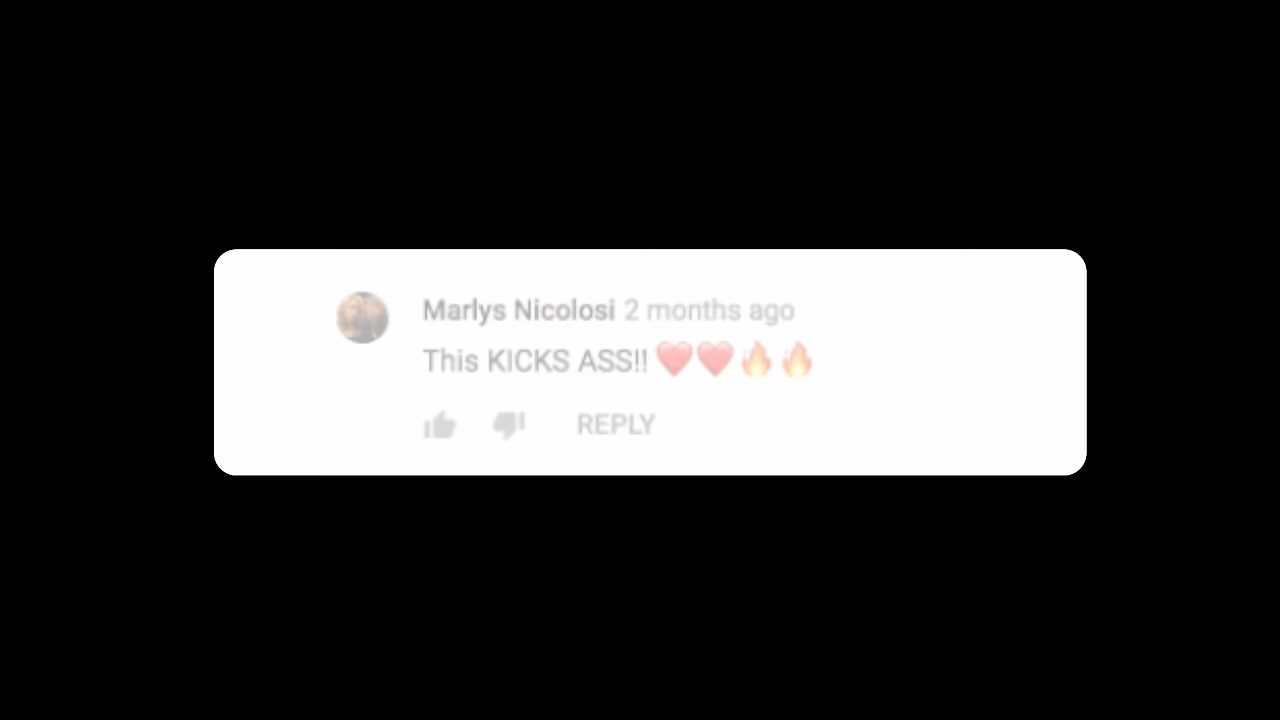 Marlys Nicolosi 2 months ago
This KICKS ASS!! ❤️❤️🔥🔥
REPLY